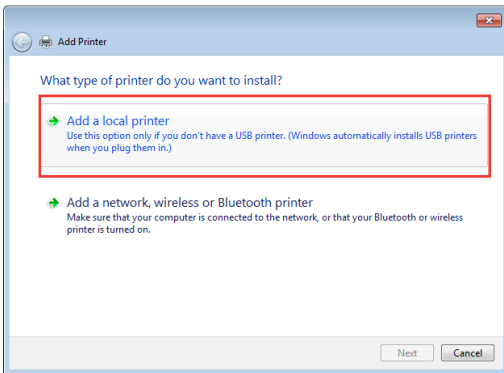 Add Printer
What type of printer do you want to install?
Add a local printer
Use this option only if you don't have a USB printer. (Windows automatically installs USB printers
when you plug them in.)
Add a network, wireless or Bluetooth printer
Make sure that your computer is connected to the network, or that your Bluetooth or wireless
printer is turned on.
Next
Cancel